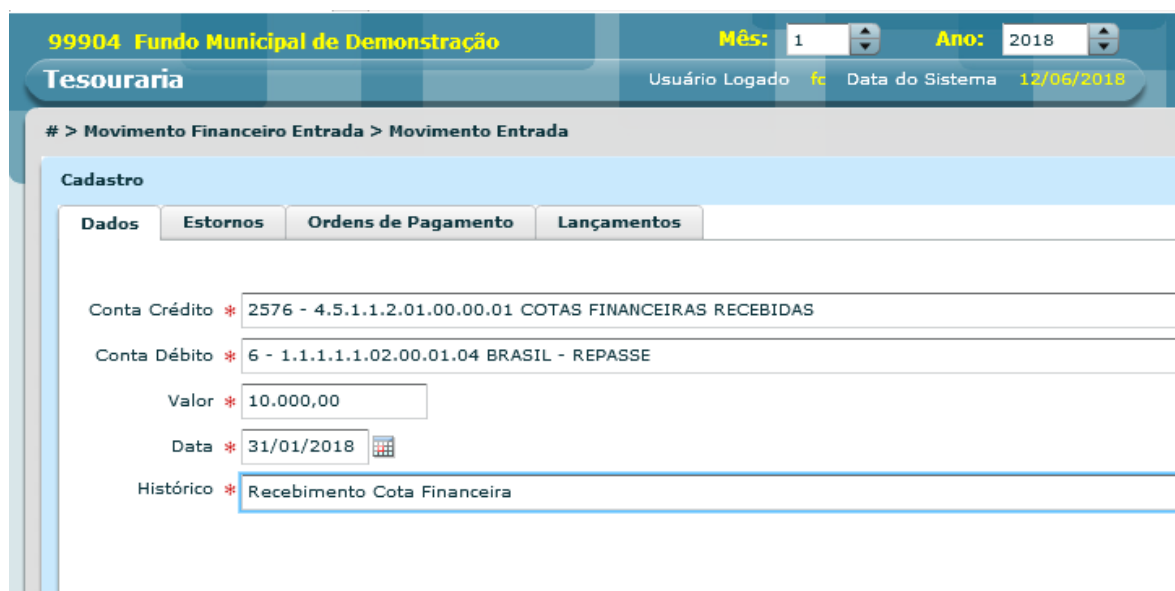 99904 Fundo Municipal de Demonstração Mês: 1 Ano: 2018
Tesouraria Usuário Logado fc Data do Sistema 12/06/2018
# > Movimento Financeiro Entrada > Movimento Entrada
Cadastro
Dados Estornos Ordens de Pagamento Lançamentos
Conta Crédito * 2576 - 4.5.1.1.2.01.00.00.01 COTAS FINANCEIRAS RECEBIDAS
Conta Débito * 6 - 1.1.1.1.1.02.00.01.04 BRASIL - REPASSE
Valor * 10.000,00
Data * 31/01/2018
Histórico * Recebimento Cota Financeira